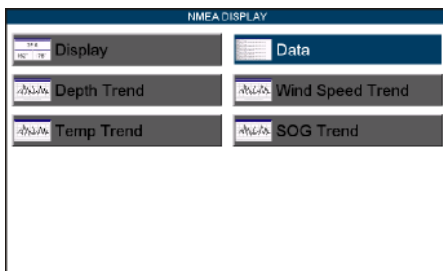 NMEA DISPLAY
Display
Data
Depth Trend
Wind Speed Trend
Temp Trend
SOG Trend